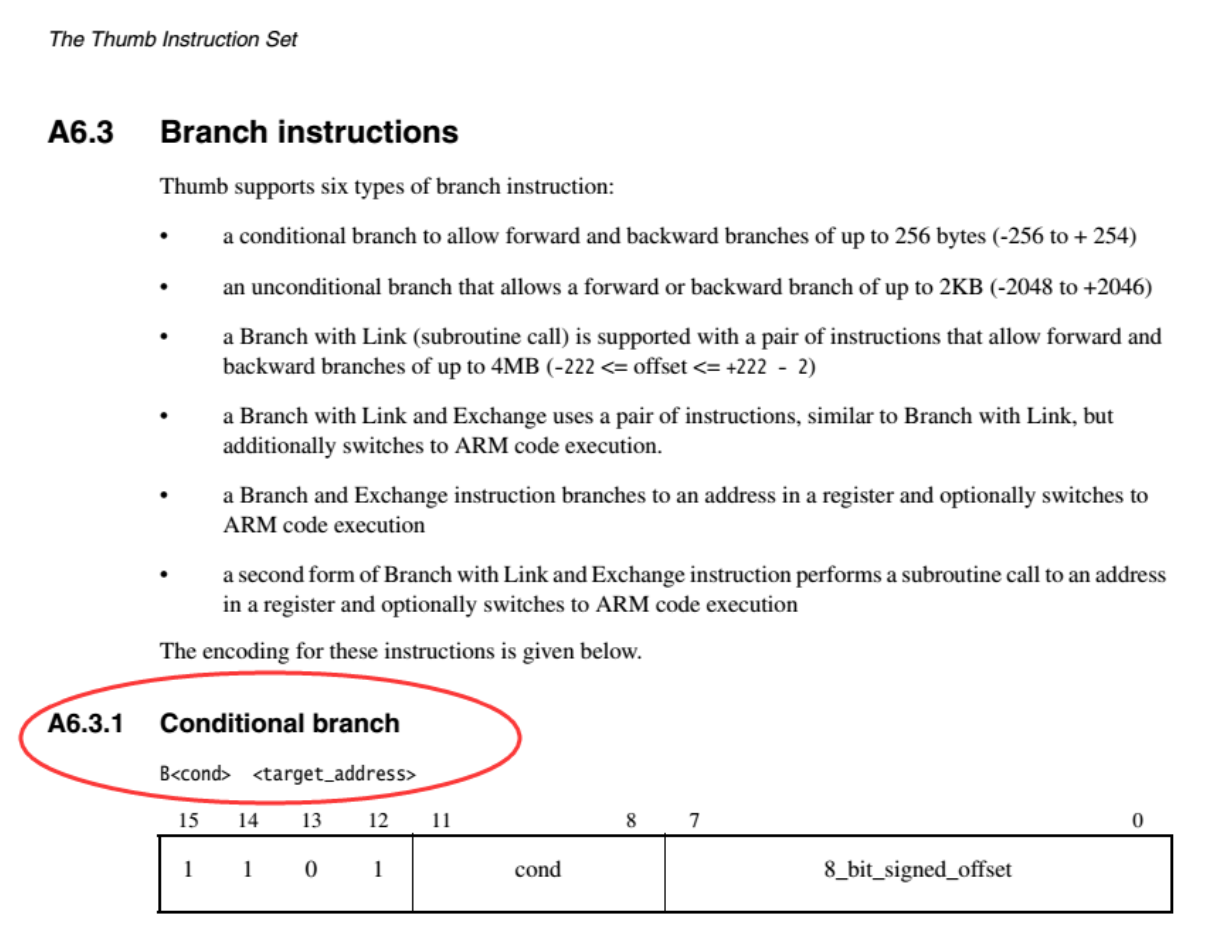 The Thumb Instruction Set
A6.3 Branch instructions
Thumb supports six types of branch instruction:
• a conditional branch to allow forward and backward branches of up to 256 bytes (-256 to + 254)
• an unconditional branch that allows a forward or backward branch of up to 2KB (-2048 to +2046)
• a Branch with Link (subroutine call) is supported with a pair of instructions that allow forward and
backward branches of up to 4MB (-222 <= offset <= +222 - 2)
• a Branch with Link and Exchange uses a pair of instructions, similar to Branch with Link, but
additionally switches to ARM code execution.
• a Branch and Exchange instruction branches to an address in a register and optionally switches to
ARM code execution
• a second form of Branch with Link and Exchange instruction performs a subroutine call to an address
in a register and optionally switches to ARM code execution
The encoding for these instructions is given below.
A6.3.1 Conditional branch
B<cond> <target_address>
15 14 13 12 11 8 7 0
1 1 0 1 cond 8_bit_signed_offset